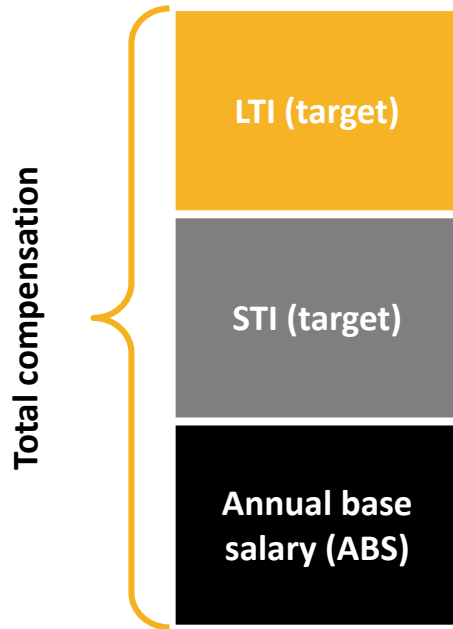 Total compensation
LTI (target)
STI (target)
Annual base
salary (ABS)